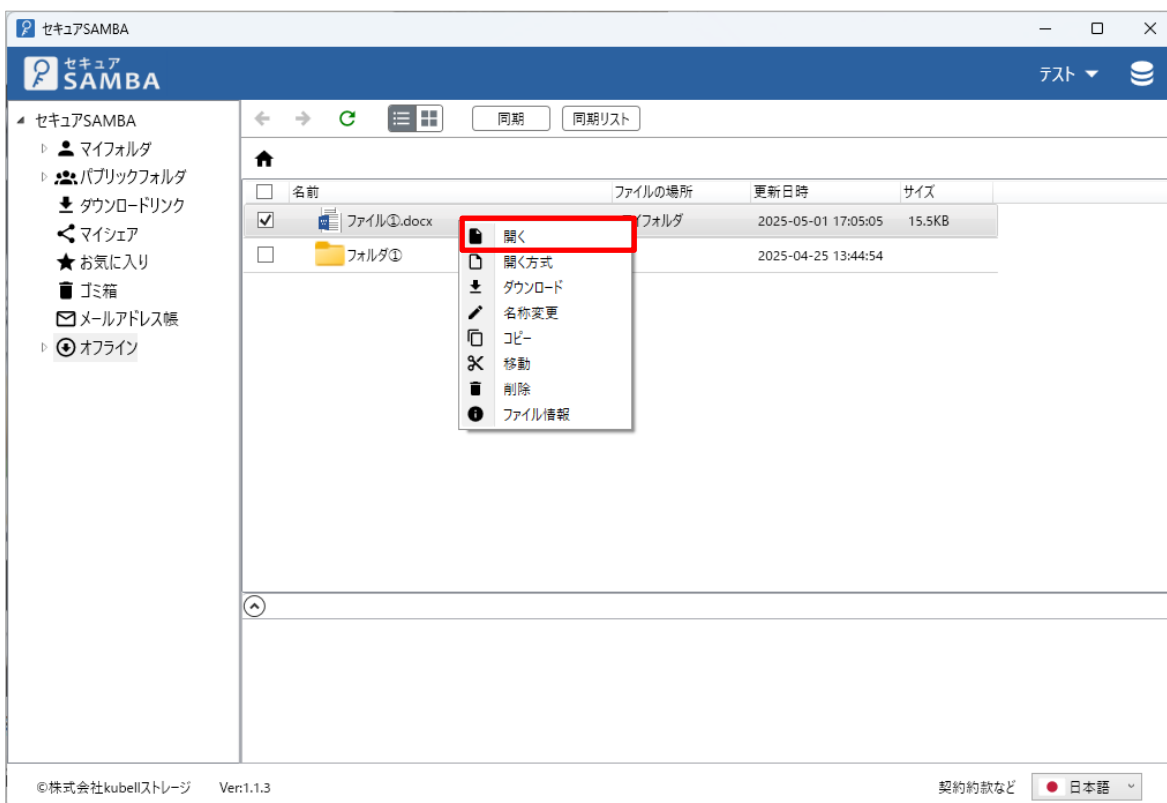 セキュアSAMBA
セキュア
SAMBA
テスト
セキュアSAMBA
マイフォルダ
パブリックフォルダ
ダウンロードリンク
マイシェア
お気に入り
ゴミ箱
メールアドレス帳
オフライン
同期 同期リスト
名前 ファイルの場所 更新日時 サイズ
ファイル①.docx イフォルダ 2025-05-01 17:05:05 15.5KB
フォルダ① 2025-04-25 13:44:54
開く
開く方式
ダウンロード
名称変更
コピー
移動
削除
ファイル情報
©株式会社kubellストレージ Ver:1.1.3 契約約款など 日本語